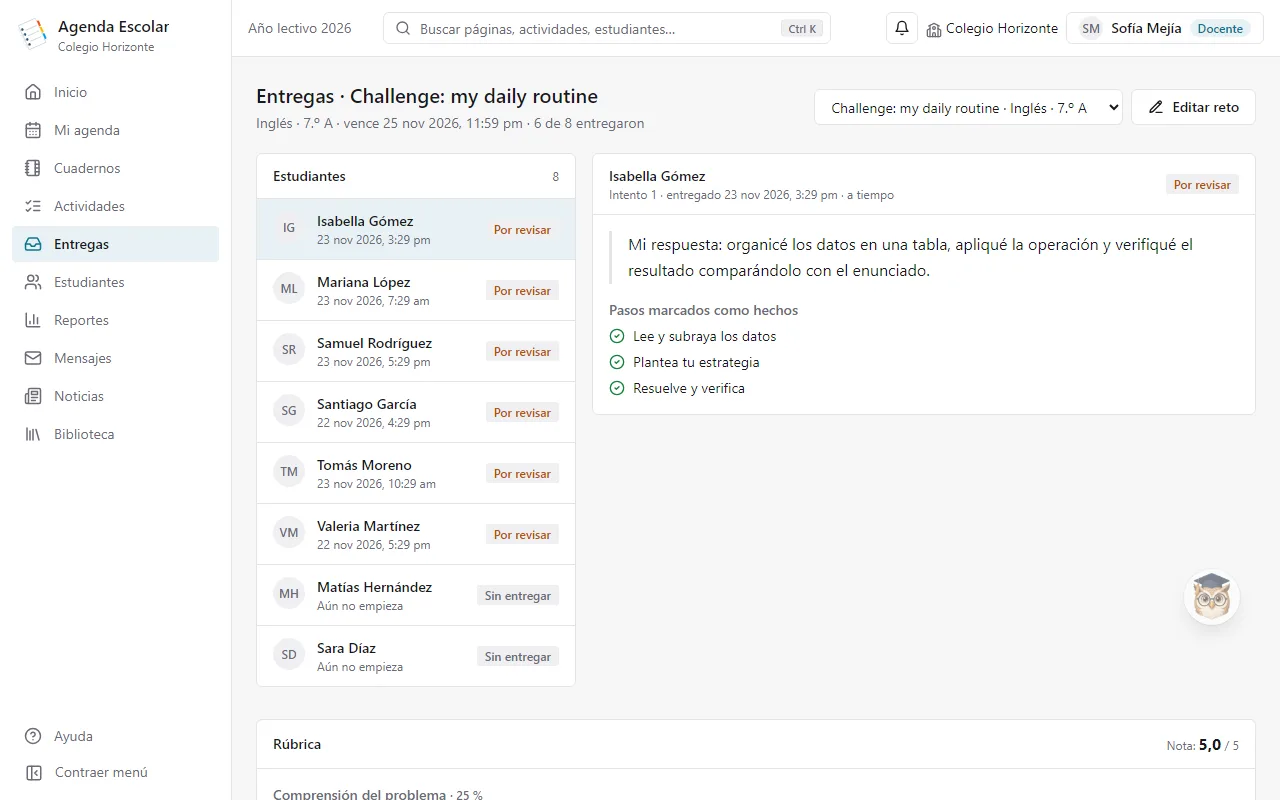 Agenda Escolar
Colegio Horizonte
Inicio
Mi agenda
Cuadernos
Actividades
Entregas
Estudiantes
Reportes
Mensajes
Noticias
Biblioteca
Ayuda
Contraer menú
Año lectivo 2026
Buscar páginas, actividades, estudiantes…
Ctrl K
Colegio Horizonte
SM
Sofía Mejía
Docente
Entregas · Challenge: my daily routine
Inglés · 7.º A · vence 25 nov 2026, 11:59 pm · 6 de 8 entregaron
Challenge: my daily routine · Inglés · 7.º A
Editar reto
Estudiantes
8
IG
Isabella Gómez
23 nov 2026, 3:29 pm
Por revisar
ML
Mariana López
23 nov 2026, 7:29 am
Por revisar
SR
Samuel Rodríguez
23 nov 2026, 5:29 pm
Por revisar
SG
Santiago García
22 nov 2026, 4:29 pm
Por revisar
TM
Tomás Moreno
23 nov 2026, 10:29 am
Por revisar
VM
Valeria Martínez
22 nov 2026, 5:29 pm
Por revisar
MH
Matías Hernández
Aún no empieza
Sin entregar
SD
Sara Díaz
Aún no empieza
Sin entregar
Isabella Gómez
Intento 1 · entregado 23 nov 2026, 3:29 pm · a tiempo
Por revisar
Mi respuesta: organicé los datos en una tabla, apliqué la operación y verifiqué el
resultado comparándolo con el enunciado.
Pasos marcados como hechos
Lee y subraya los datos
Plantea tu estrategia
Resuelve y verifica
Rúbrica
Nota: 5,0 / 5
Comprensión del problema · 25 %